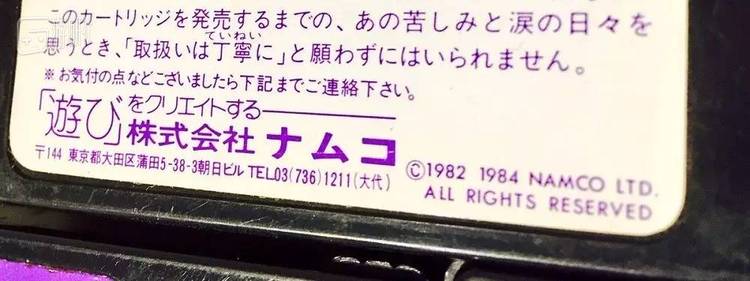 このカートリッジを発売するまでの、あの苦しみと涙の日々を
思うとき、「取扱いは丁寧に」と願わずにはいられません。
ていねい
※お気付の点などございましたら下記までご連絡下さい。
「遊び」をクリエイトする——
株式会社 ナムコ
〒144 東京都大田区蒲田5-38-3朝日ビル TEL.03(736)1211(大代)
©1982 1984 NAMCO LTD.
ALL RIGHTS RESERVED